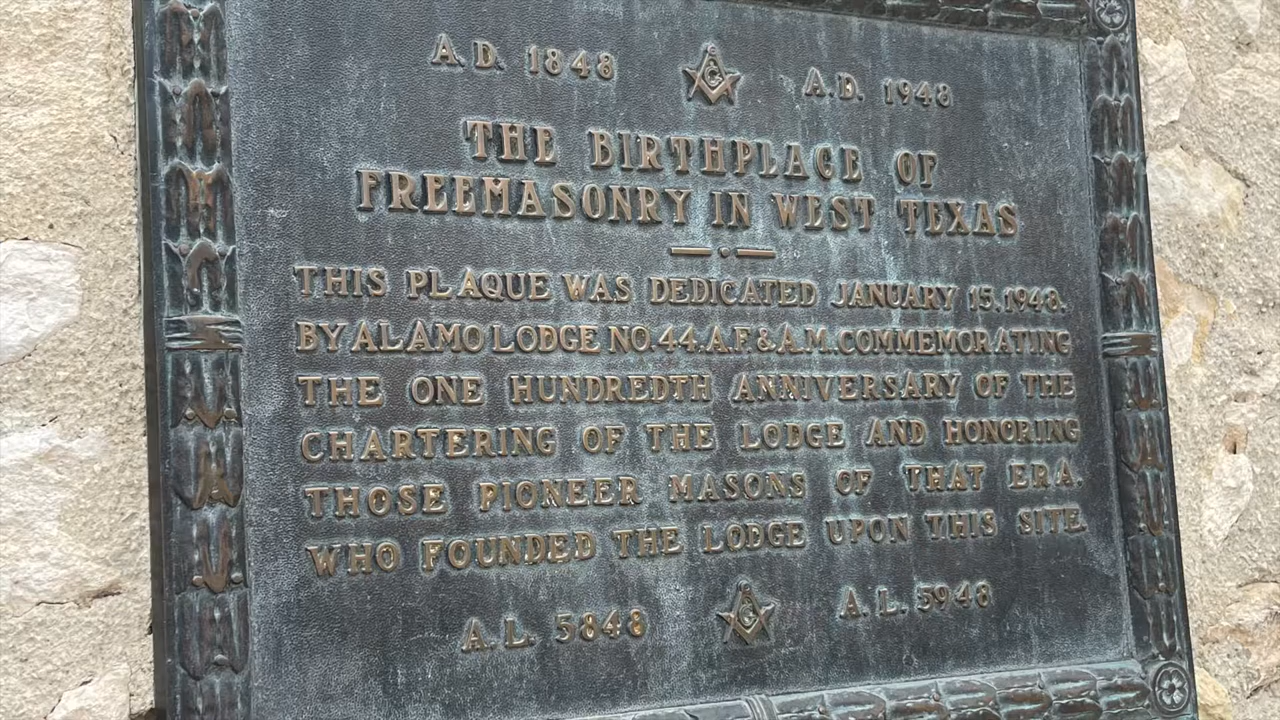 A.D. 1848 G A.D. 1948
THE BIRTHPLACE OF
FREEMASONRY IN WEST TEXAS
THIS PLAQUE WAS DEDICATED JANUARY 15, 1948,
BY ALAMO LODGE NO. 44, A.F. & A.M. COMMEMORATING
THE ONE HUNDREDTH ANNIVERSARY OF THE
CHARTERING OF THE LODGE AND HONORING
THOSE PIONEER MASONS OF THAT ERA,
WHO FOUNDED THE LODGE UPON THIS SITE.
A.L. 5848 G A.L. 5948